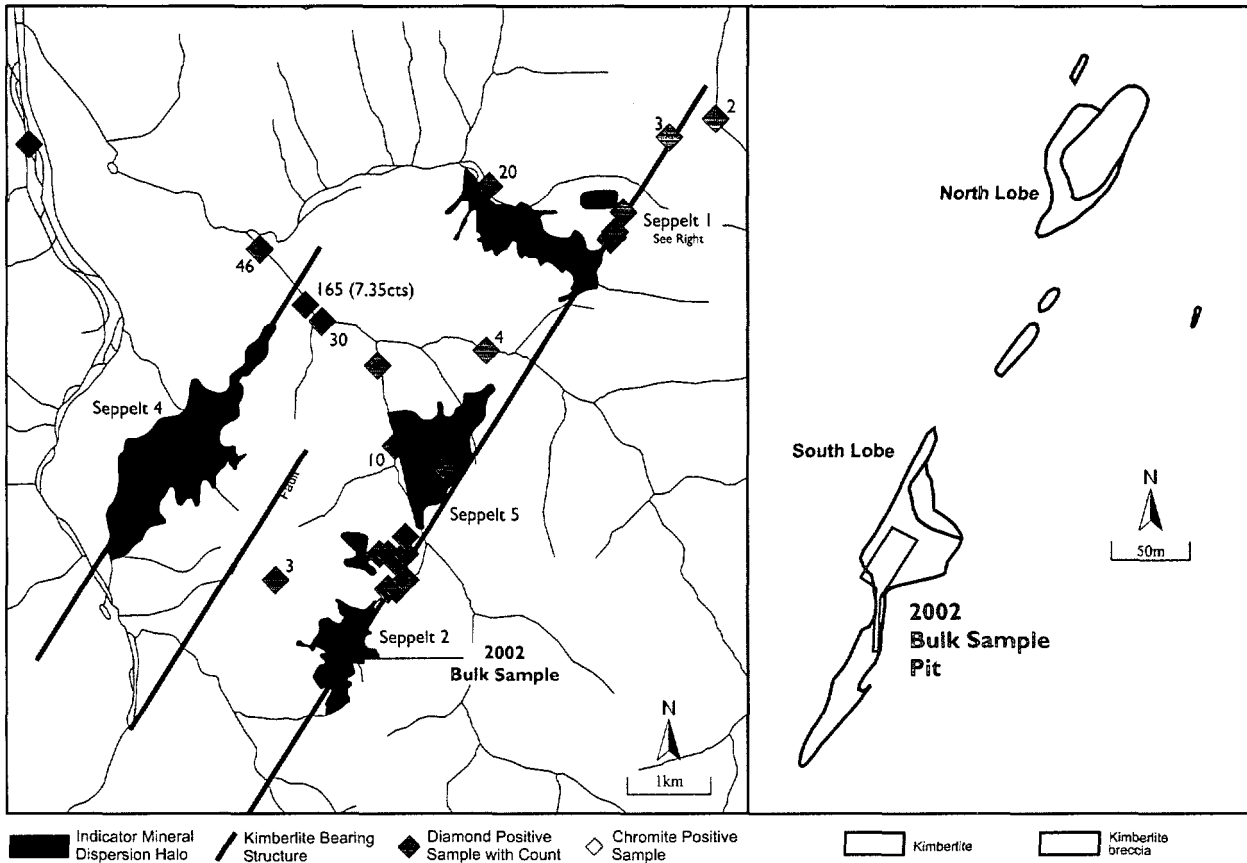 2
3
20
Seppelt 1
See Right
46
165 (7.35cts)
30
4
Seppelt 4
10
Fault
Seppelt 5
3
Seppelt 2
2002
Bulk Sample
N
1km
North Lobe
South Lobe
N
50m
2002
Bulk Sample
Pit
Indicator Mineral
Dispersion Halo
Kimberlite Bearing
Structure
Diamond Positive
Sample with Count
Chromite Positive
Sample
Kimberlite
Kimberlite
breccia